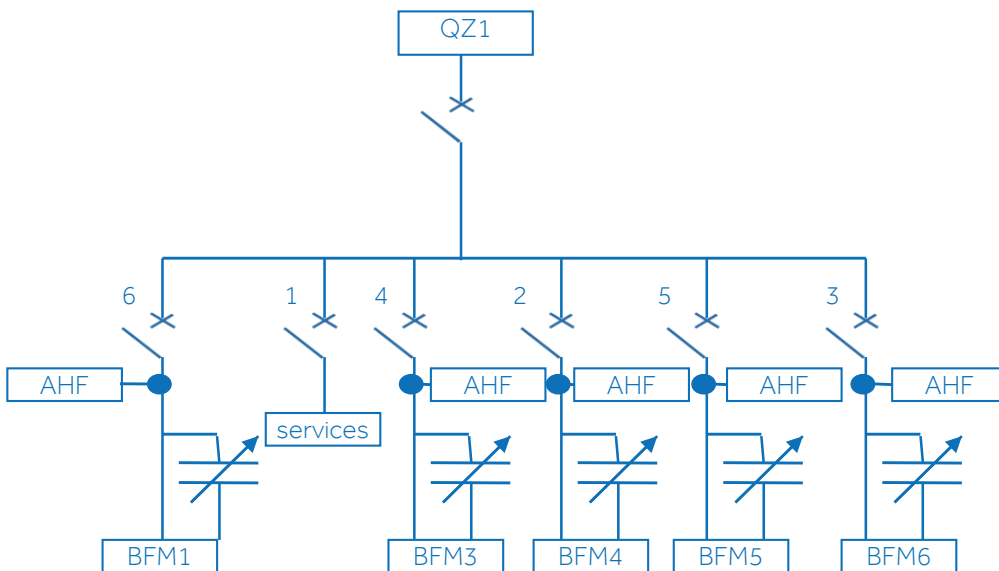 QZ1
6 1 4 2 5 3
AHF AHF AHF AHF AHF
services
BFM1 BFM3 BFM4 BFM5 BFM6